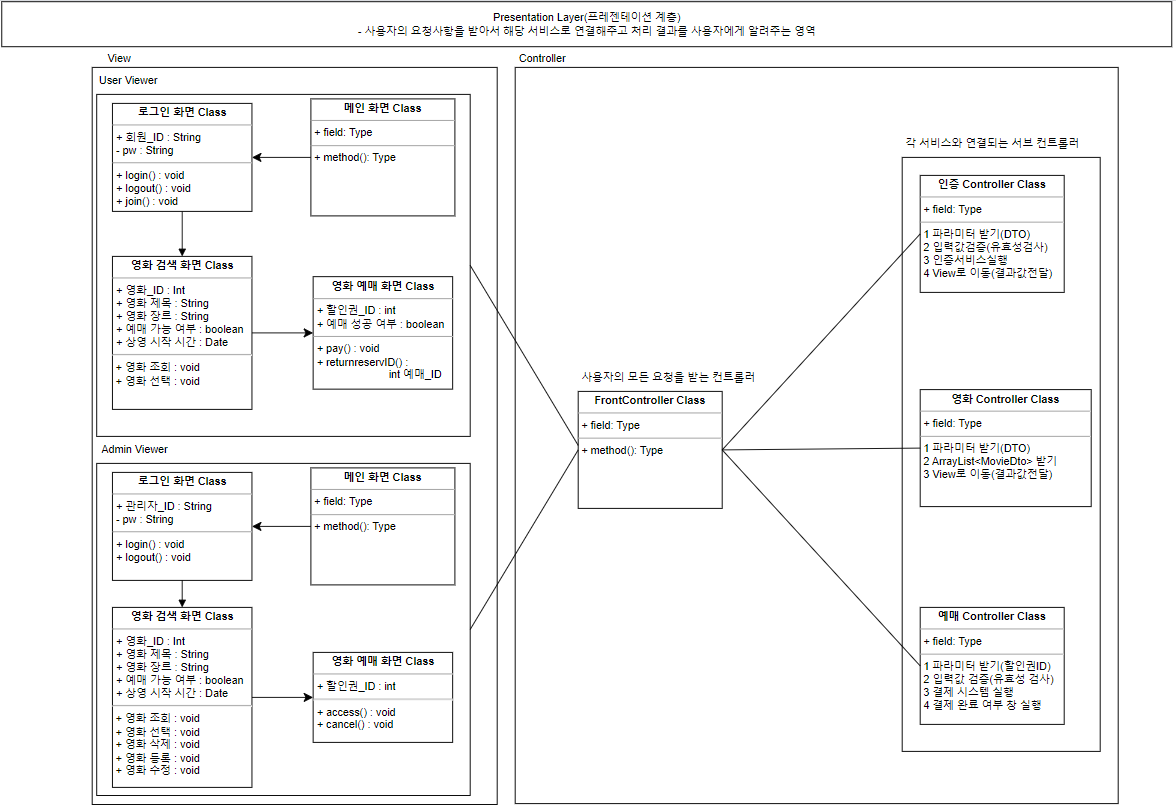 Presentation Layer(프레젠테이션 계층)
- 사용자의 요청사항을 받아서 해당 서비스로 연결해주고 처리 결과를 사용자에게 알려주는 영역
View
User Viewer
로그인 화면 Class
+ 회원_ID : String
- pw : String
+ login() : void
+ logout() : void
+ join() : void
메인 화면 Class
+ field: Type
+ method(): Type
영화 검색 화면 Class
+ 영화_ID : Int
+ 영화 제목 : String
+ 영화 장르 : String
+ 예매 가능 여부 : boolean
+ 상영 시작 시간 : Date
+ 영화 조회 : void
+ 영화 선택 : void
영화 예매 화면 Class
+ 할인권_ID : int
+ 예매 성공 여부 : boolean
+ pay() : void
+ returnreservID() :
int 예매_ID
Admin Viewer
로그인 화면 Class
+ 관리자_ID : String
- pw : String
+ login() : void
+ logout() : void
메인 화면 Class
+ field: Type
+ method(): Type
영화 검색 화면 Class
+ 영화_ID : Int
+ 영화 제목 : String
+ 영화 장르 : String
+ 예매 가능 여부 : boolean
+ 상영 시작 시간 : Date
+ 영화 조회 : void
+ 영화 선택 : void
+ 영화 삭제 : void
+ 영화 등록 : void
+ 영화 수정 : void
영화 예매 화면 Class
+ 할인권_ID : int
+ access() : void
+ cancel() : void
Controller
사용자의 모든 요청을 받는 컨트롤러
FrontController Class
+ field: Type
+ method(): Type
각 서비스와 연결되는 서브 컨트롤러
인증 Controller Class
+ field: Type
1 파라미터 받기(DTO)
2 입력값검증(유효성검사)
3 인증서비스실행
4 View로 이동(결과값전달)
영화 Controller Class
+ field: Type
1 파라미터 받기(DTO)
2 ArrayList<MovieDto> 받기
3 View로 이동(결과값전달)
예매 Controller Class
+ field: Type
1 파라미터 받기(할인권ID)
2 입력값 검증(유효성 검사)
3 결제 시스템 실행
4 결제 완료 여부 창 실행